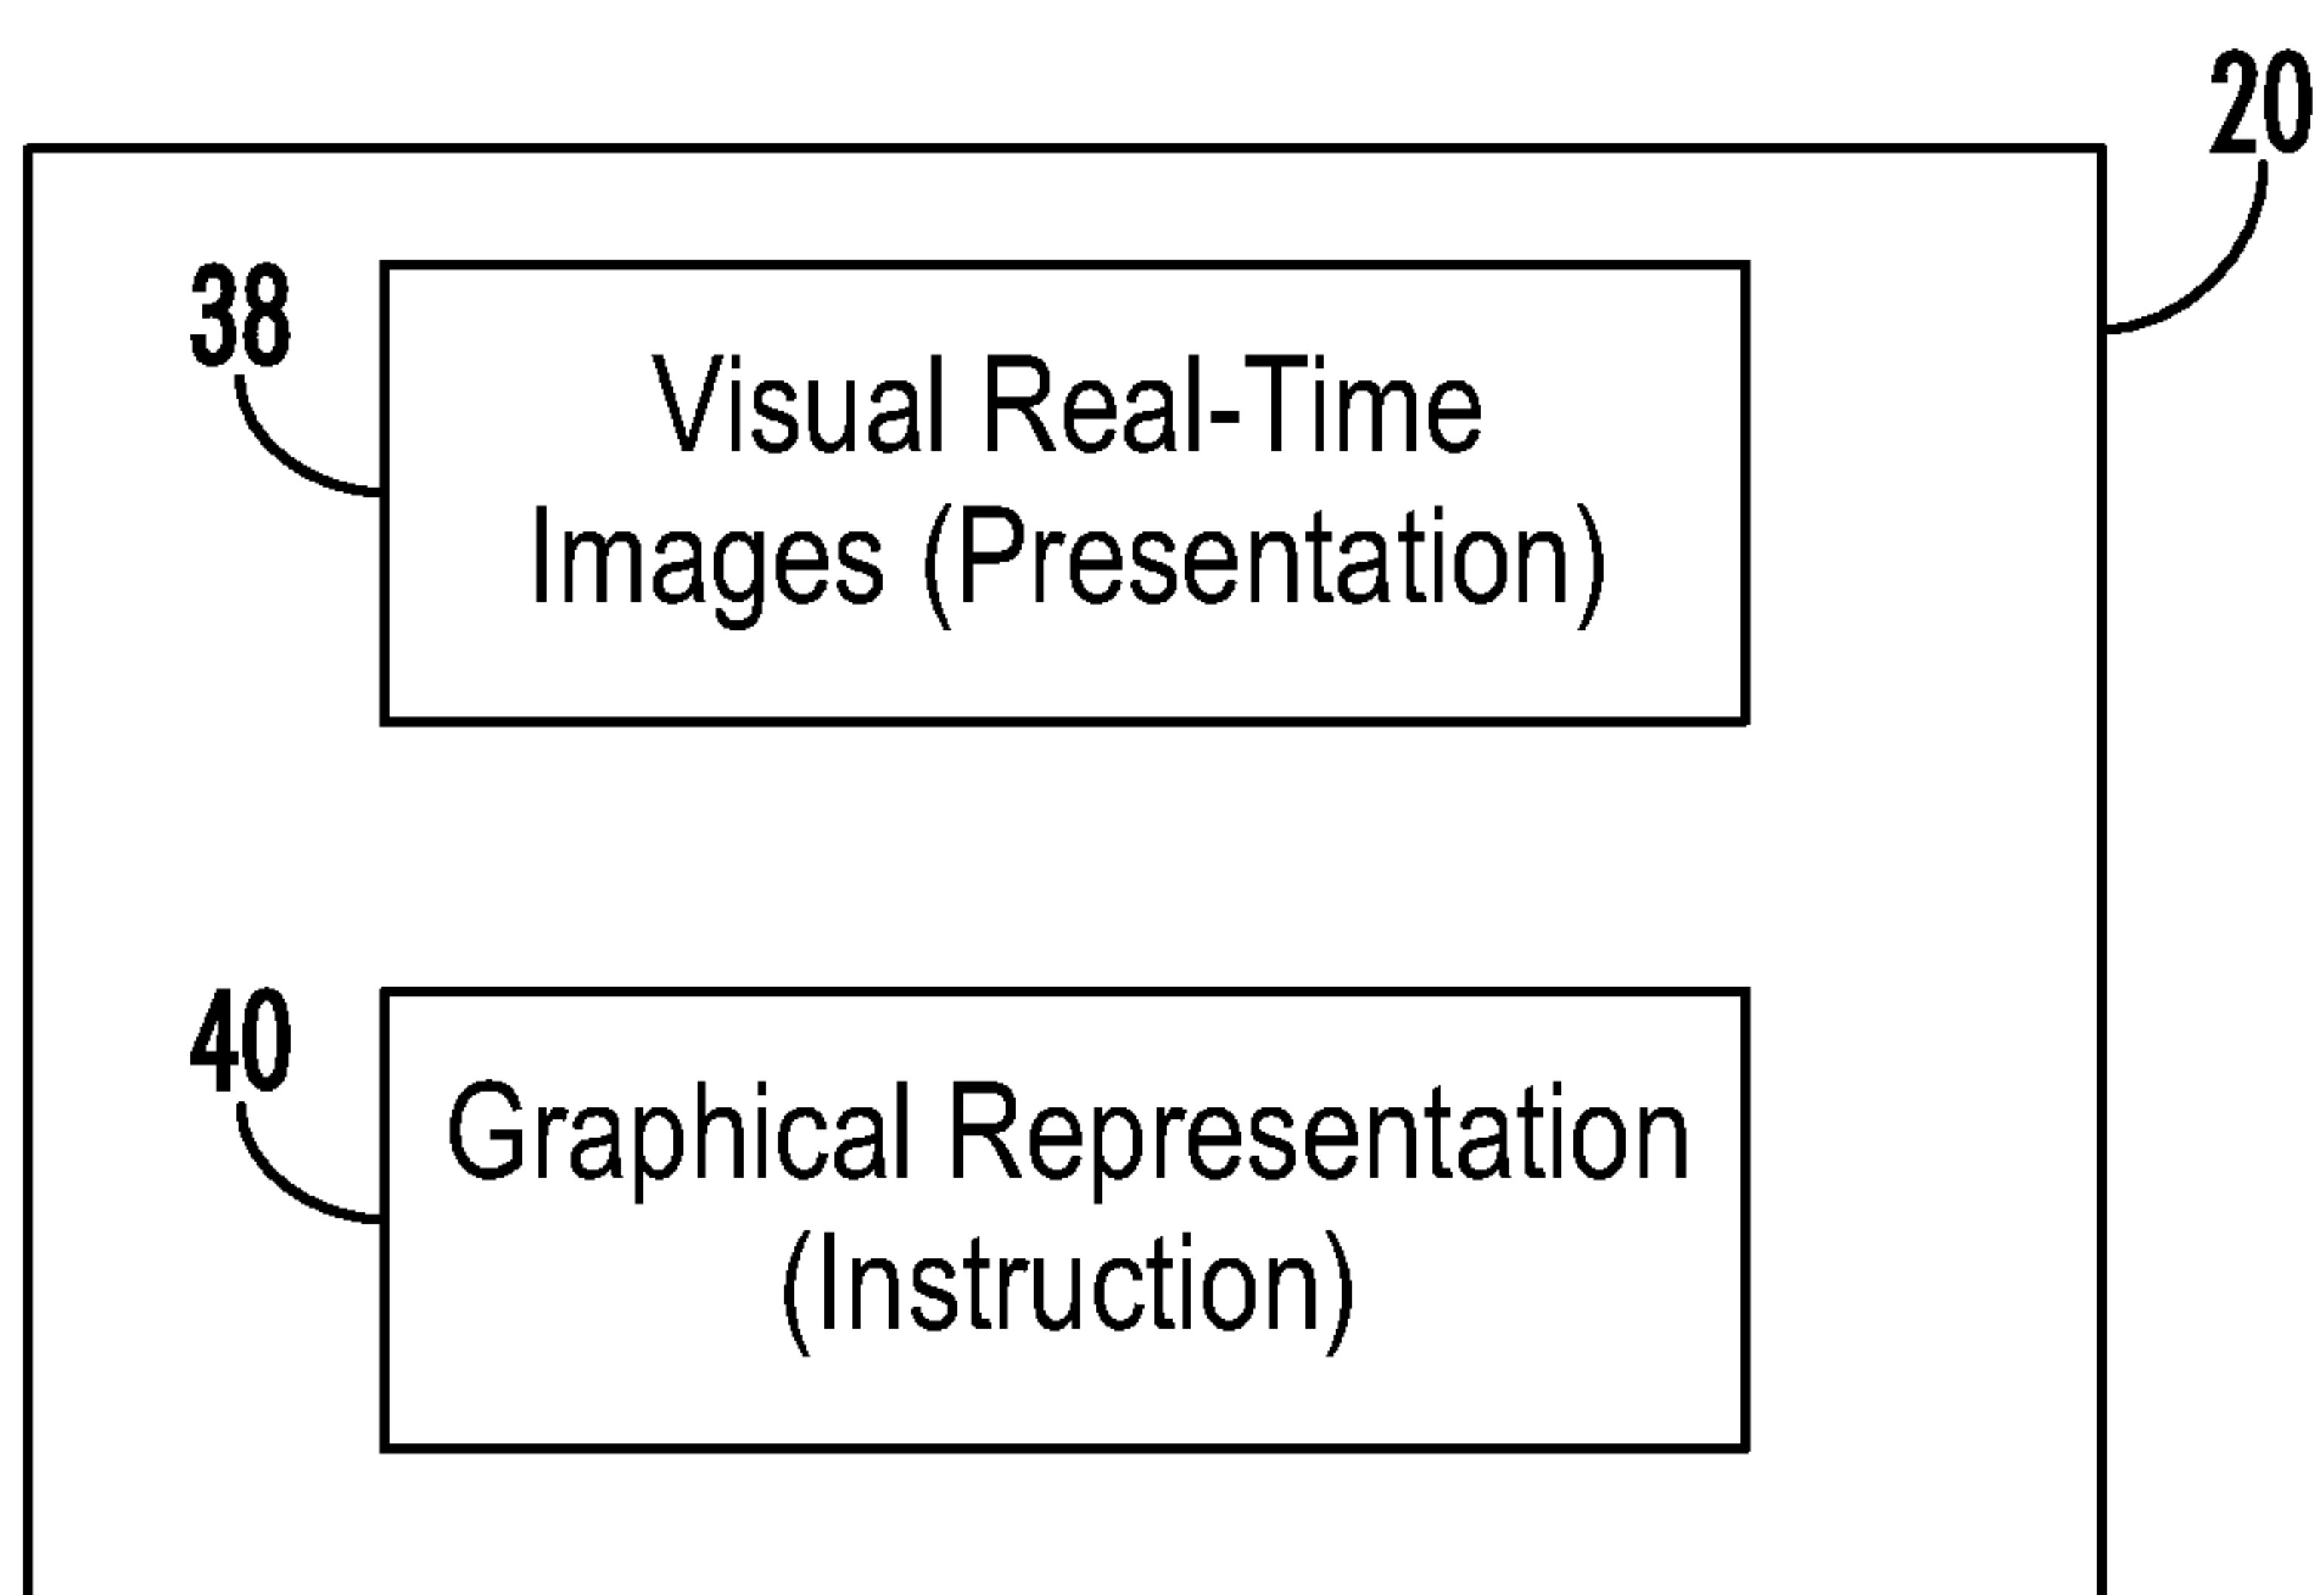 20
38
Visual Real-Time
Images (Presentation)
40
Graphical Representation
(Instruction)